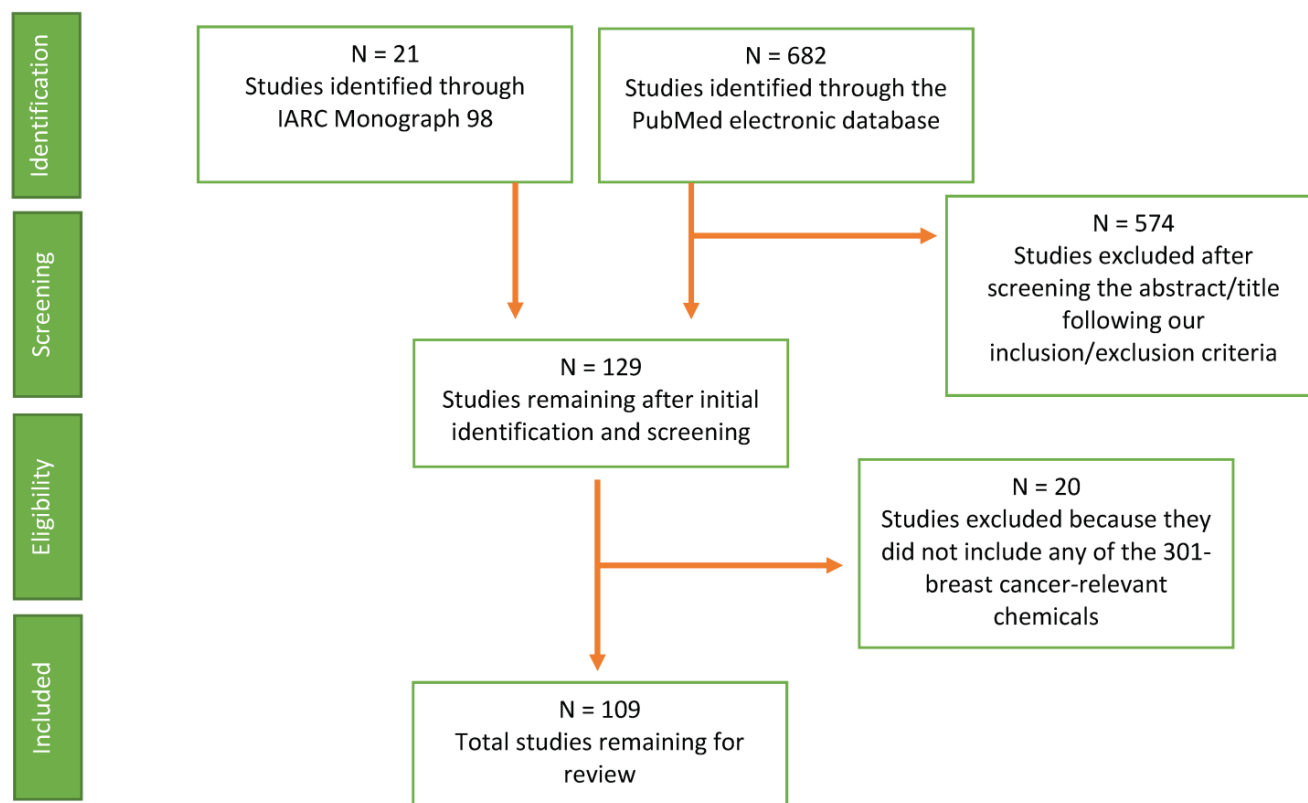 Identification
N = 21
Studies identified through
IARC Monograph 98
N = 682
Studies identified through the
PubMed electronic database
Screening
N = 574
Studies excluded after
screening the abstract/title
following our
inclusion/exclusion criteria
N = 129
Studies remaining after initial
identification and screening
Eligibility
N = 20
Studies excluded because they
did not include any of the 301-
breast cancer-relevant
chemicals
Included
N = 109
Total studies remaining for
review